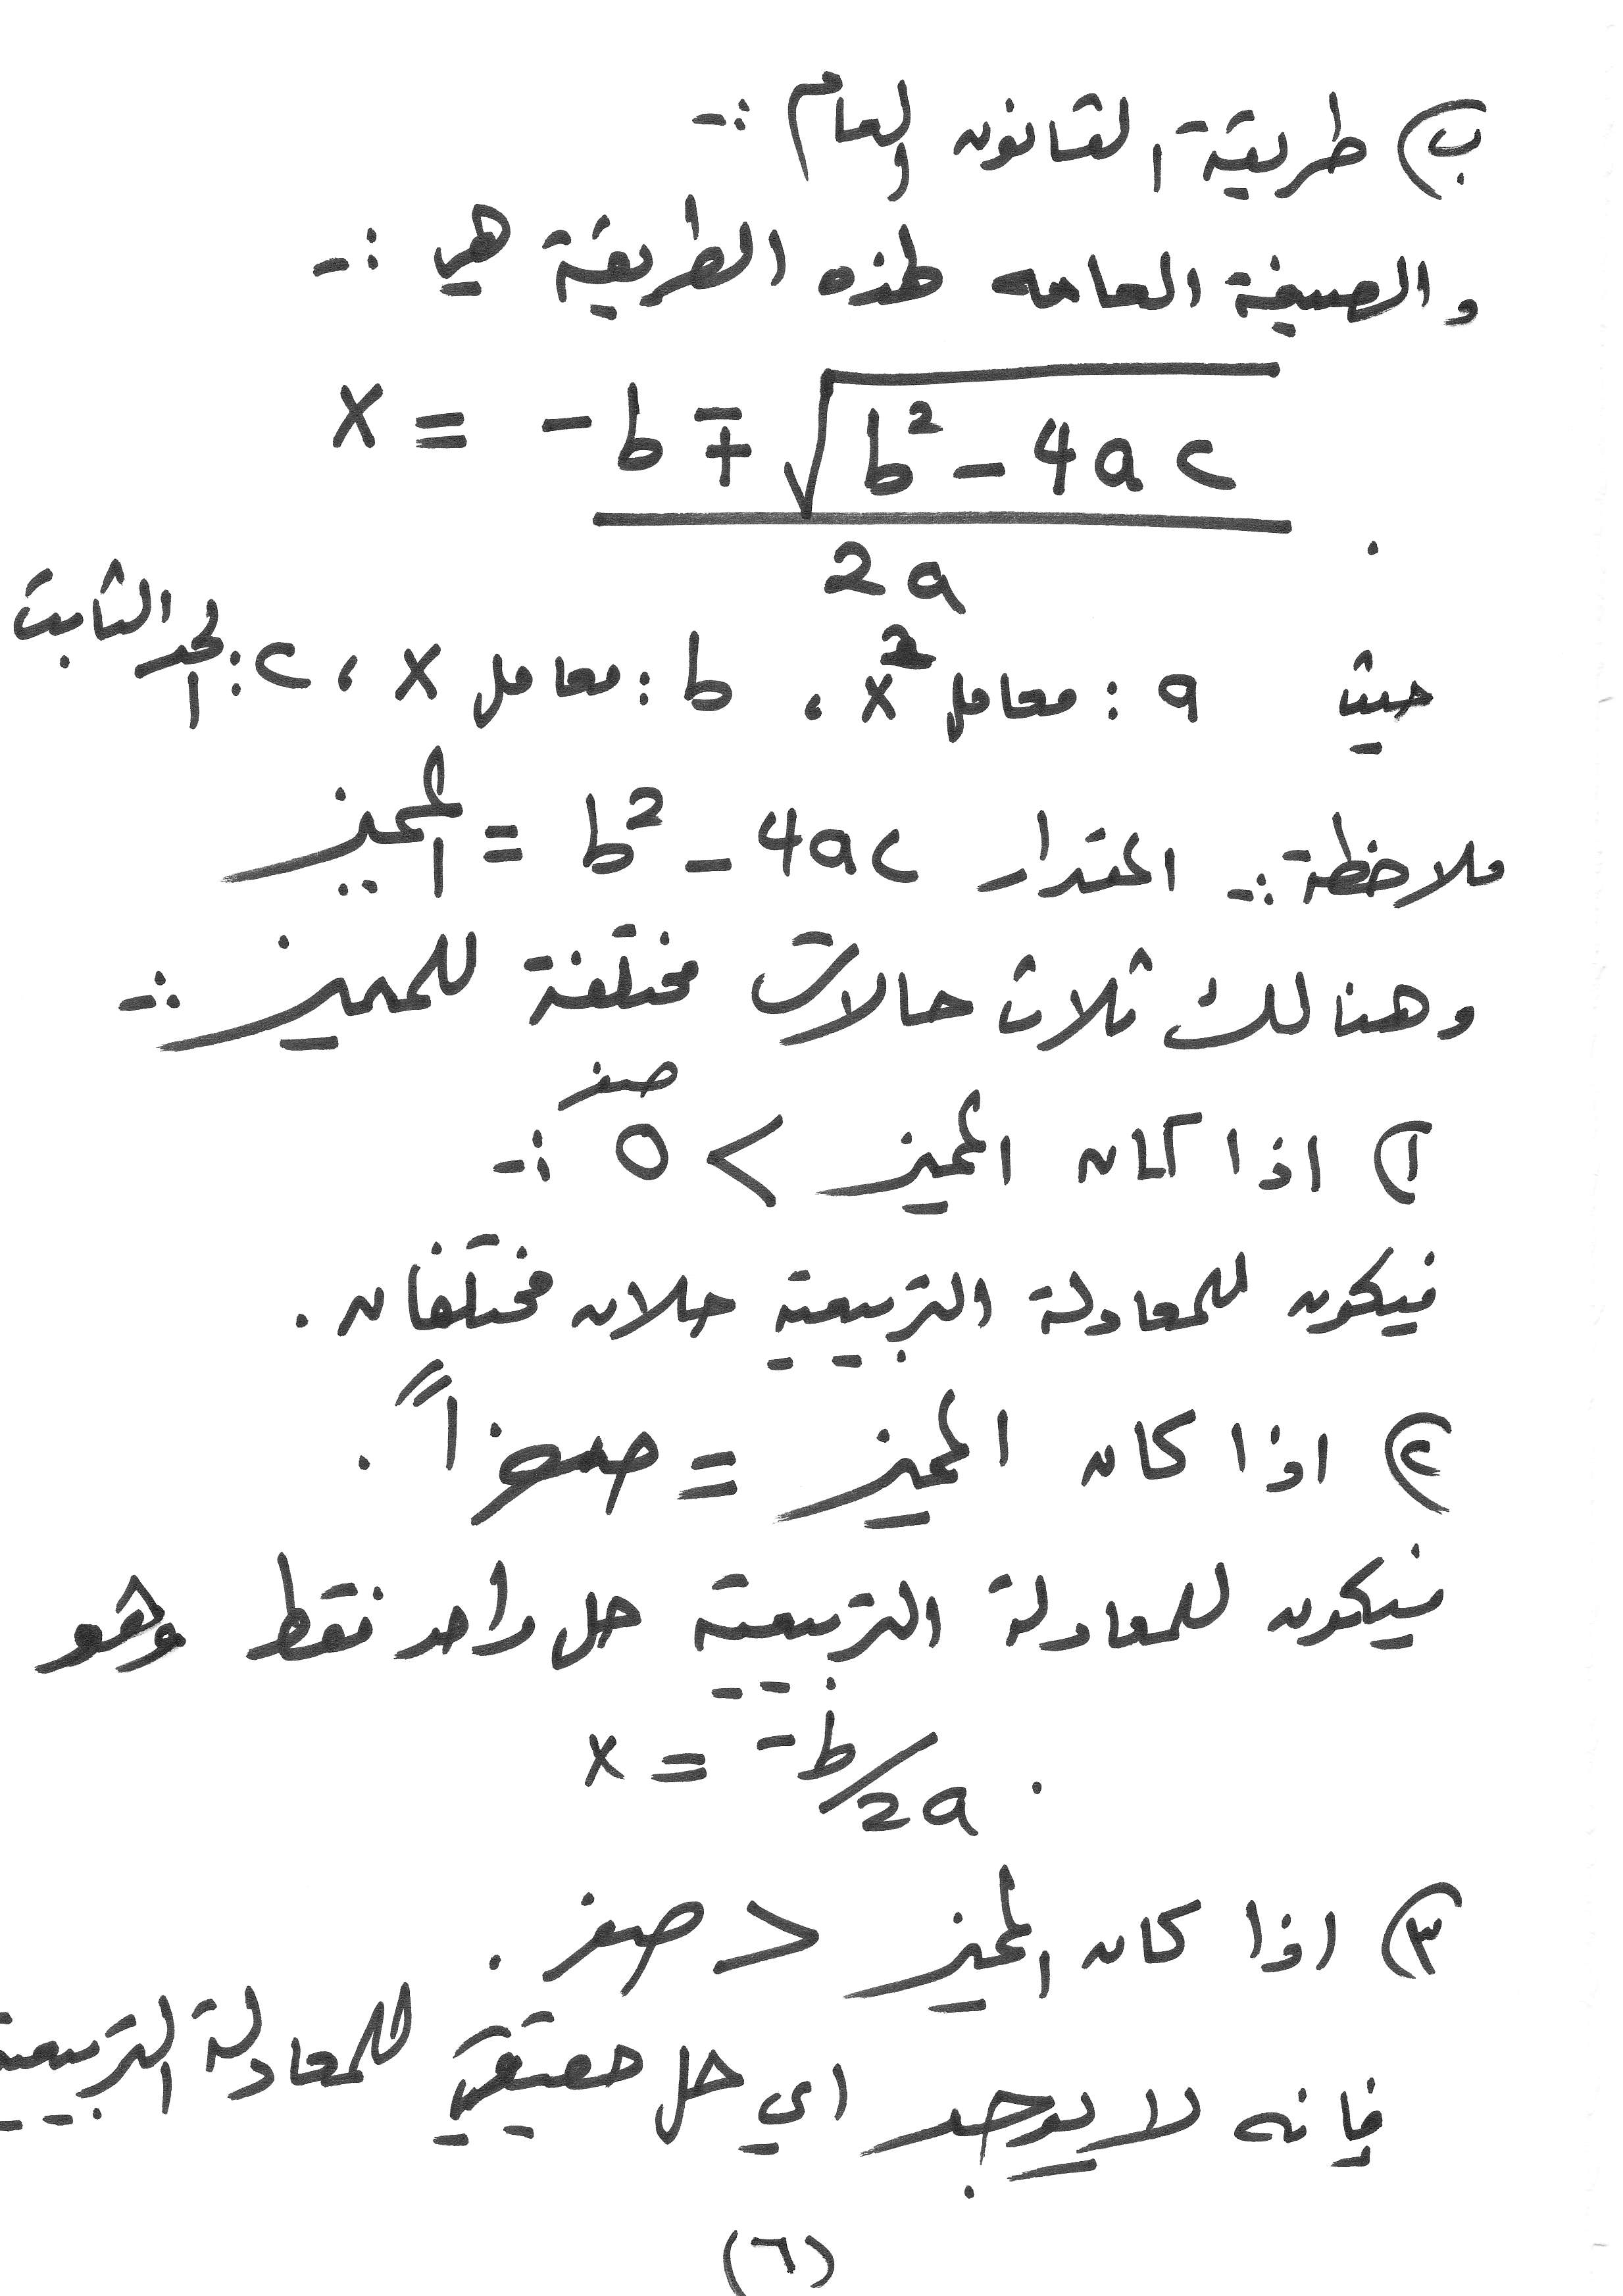 ب) طريقة القانون العام :-
والصيغة العامه لهذه الطريقة هي :-
x = -b ∓ √(b² - 4ac)
2a
حيث a : معامل x² ، b : معامل x ، c : الحد الثابت
ملاحظة :- المقدار b² - 4ac = المميز
وهنالك ثلاث حالات مختلفة للمميز :-
صفر
١) اذا كان المميز < 0 :-
فيكون للمعادلة التربيعية حلان مختلفان .
٢) اذا كان المميز = صفراً .
فيكون للمعادلة التربيعية حل واحد فقط وهو
x = -b/2a .
٣) اذا كان المميز > صفر .
فإنه لا يوجد اي حل حقيقي للمعادلة التربيعية
(٦)